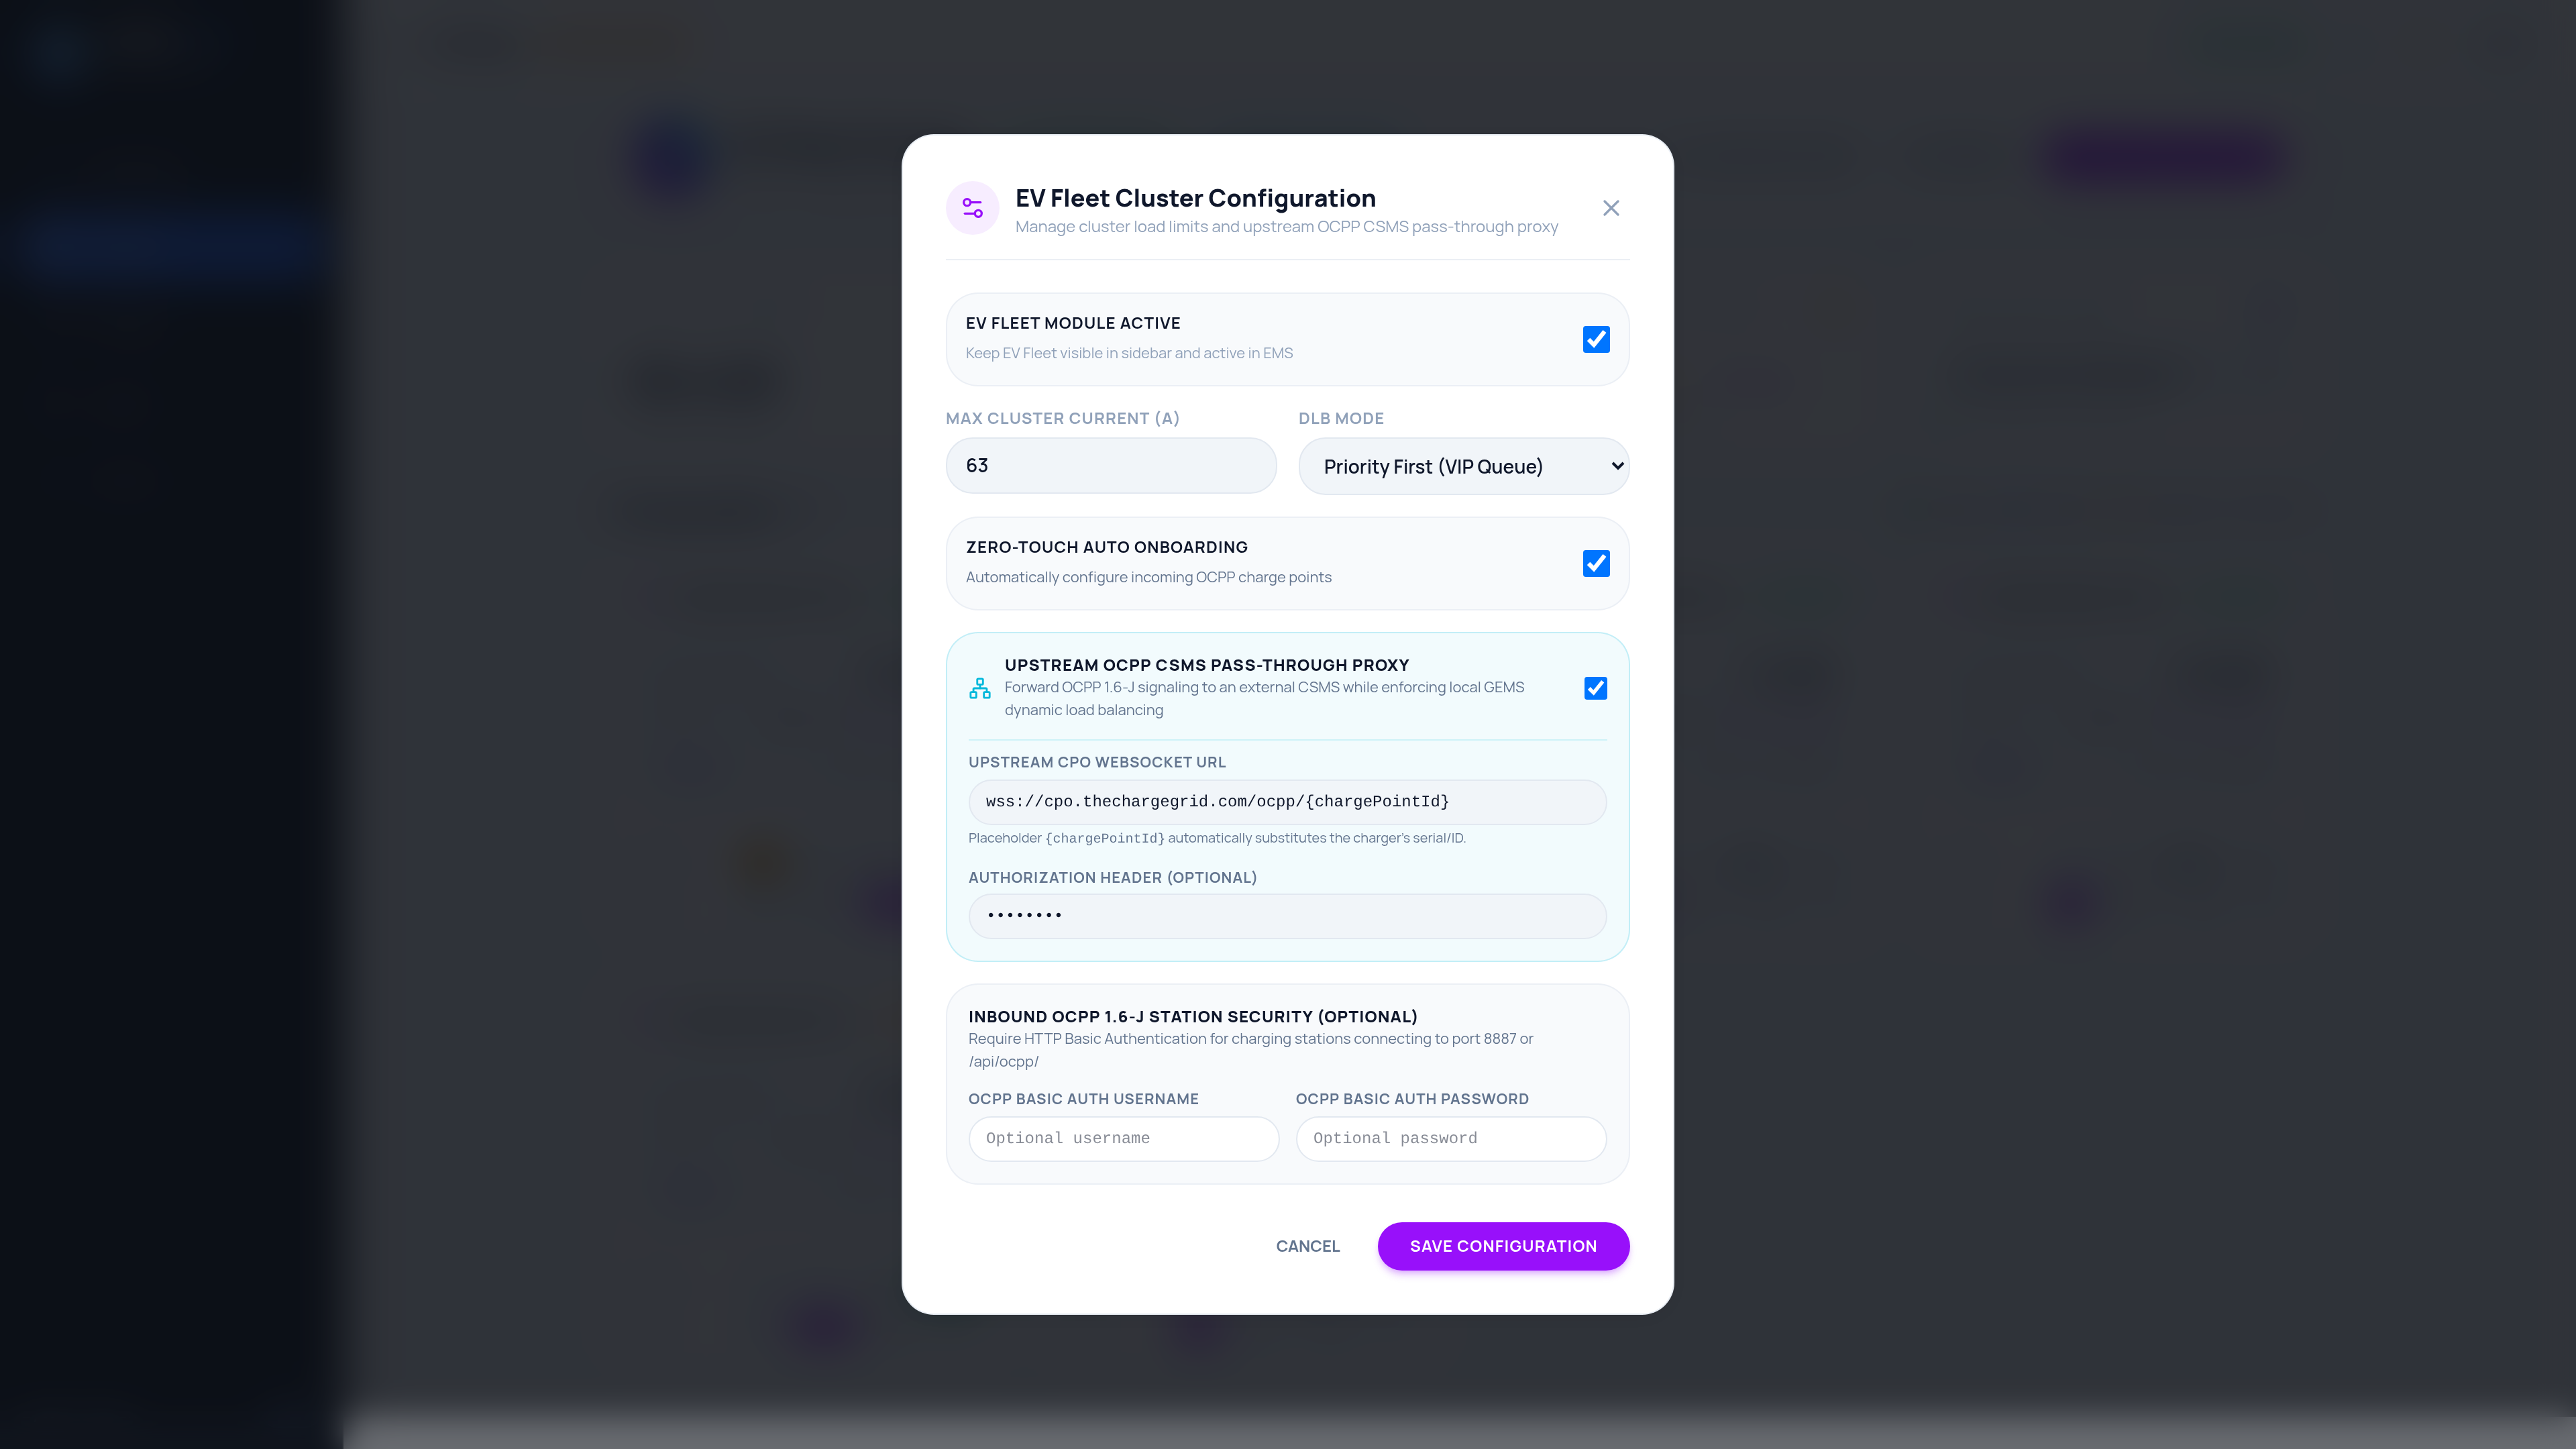 EV Fleet Cluster Configuration
Manage cluster load limits and upstream OCPP CSMS pass-through proxy
EV FLEET MODULE ACTIVE
Keep EV Fleet visible in sidebar and active in EMS
MAX CLUSTER CURRENT (A)
DLB MODE
63
Priority First (VIP Queue)
ZERO-TOUCH AUTO ONBOARDING
Automatically configure incoming OCPP charge points
UPSTREAM OCPP CSMS PASS-THROUGH PROXY
Forward OCPP 1.6-J signaling to an external CSMS while enforcing local GEMS
dynamic load balancing
UPSTREAM CPO WEBSOCKET URL
wss://cpo.thechargegrid.com/ocpp/{chargePointId}
Placeholder {chargePointId} automatically substitutes the charger's serial/ID.
AUTHORIZATION HEADER (OPTIONAL)
••••••••
INBOUND OCPP 1.6-J STATION SECURITY (OPTIONAL)
Require HTTP Basic Authentication for charging stations connecting to port 8887 or
/api/ocpp/
OCPP BASIC AUTH USERNAME
OCPP BASIC AUTH PASSWORD
Optional username
Optional password
CANCEL
SAVE CONFIGURATION